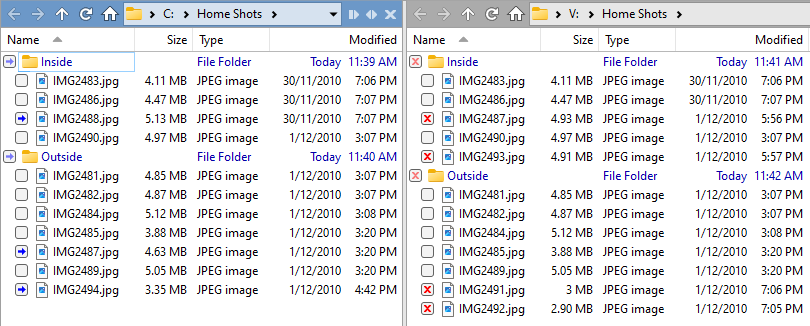 C: Home Shots
Name Size Type Modified
Inside File Folder Today 11:39 AM
IMG2483.jpg 4.11 MB JPEG image 30/11/2010 7:06 PM
IMG2486.jpg 4.47 MB JPEG image 30/11/2010 7:07 PM
IMG2488.jpg 5.13 MB JPEG image 30/11/2010 7:07 PM
IMG2490.jpg 4.97 MB JPEG image 1/12/2010 3:07 PM
Outside File Folder Today 11:40 AM
IMG2481.jpg 4.85 MB JPEG image 1/12/2010 3:07 PM
IMG2482.jpg 4.87 MB JPEG image 1/12/2010 3:07 PM
IMG2484.jpg 5.12 MB JPEG image 1/12/2010 3:08 PM
IMG2485.jpg 3.88 MB JPEG image 1/12/2010 3:20 PM
IMG2487.jpg 4.63 MB JPEG image 1/12/2010 3:20 PM
IMG2489.jpg 5.05 MB JPEG image 1/12/2010 3:20 PM
IMG2494.jpg 3.35 MB JPEG image 1/12/2010 4:42 PM
V: Home Shots
Name Size Type Modified
Inside File Folder Today 11:41 AM
IMG2483.jpg 4.11 MB JPEG image 30/11/2010 7:06 PM
IMG2486.jpg 4.47 MB JPEG image 30/11/2010 7:07 PM
IMG2487.jpg 4.93 MB JPEG image 1/12/2010 5:56 PM
IMG2490.jpg 4.97 MB JPEG image 1/12/2010 3:07 PM
IMG2493.jpg 4.91 MB JPEG image 1/12/2010 5:57 PM
Outside File Folder Today 11:42 AM
IMG2481.jpg 4.85 MB JPEG image 1/12/2010 3:07 PM
IMG2482.jpg 4.87 MB JPEG image 1/12/2010 3:07 PM
IMG2484.jpg 5.12 MB JPEG image 1/12/2010 3:08 PM
IMG2485.jpg 3.88 MB JPEG image 1/12/2010 3:20 PM
IMG2489.jpg 5.05 MB JPEG image 1/12/2010 3:20 PM
IMG2491.jpg 3 MB JPEG image 1/12/2010 7:06 PM
IMG2492.jpg 2.90 MB JPEG image 1/12/2010 7:05 PM